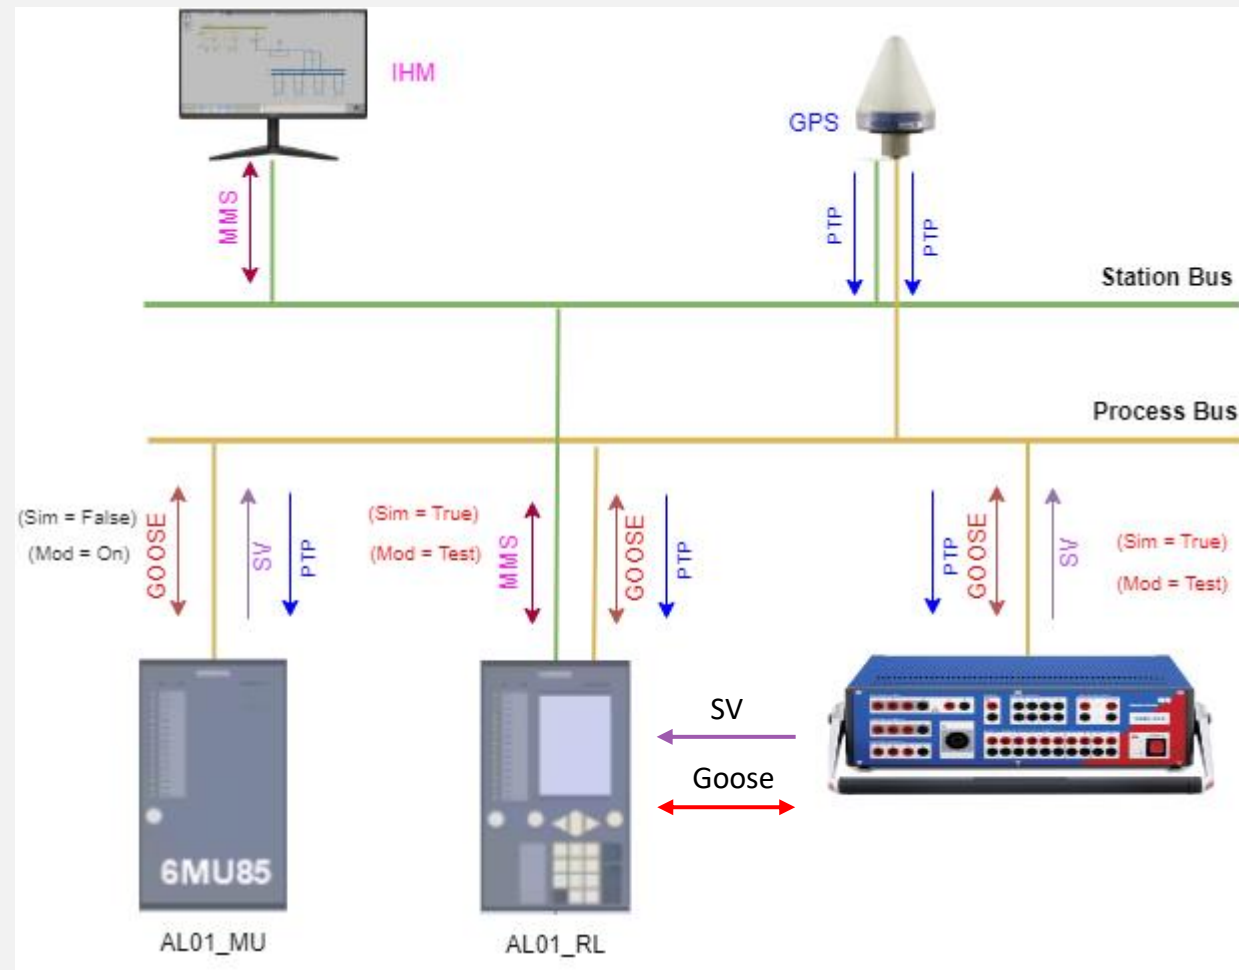 IHM
GPS
MMS
PTP
PTP
Station Bus
Process Bus
(Sim = False)
(Mod = On)
GOOSE
SV
PTP
(Sim = True)
(Mod = Test)
MMS
GOOSE
PTP
PTP
GOOSE
SV
(Sim = True)
(Mod = Test)
SV
Goose
6MU85
AL01_MU
AL01_RL